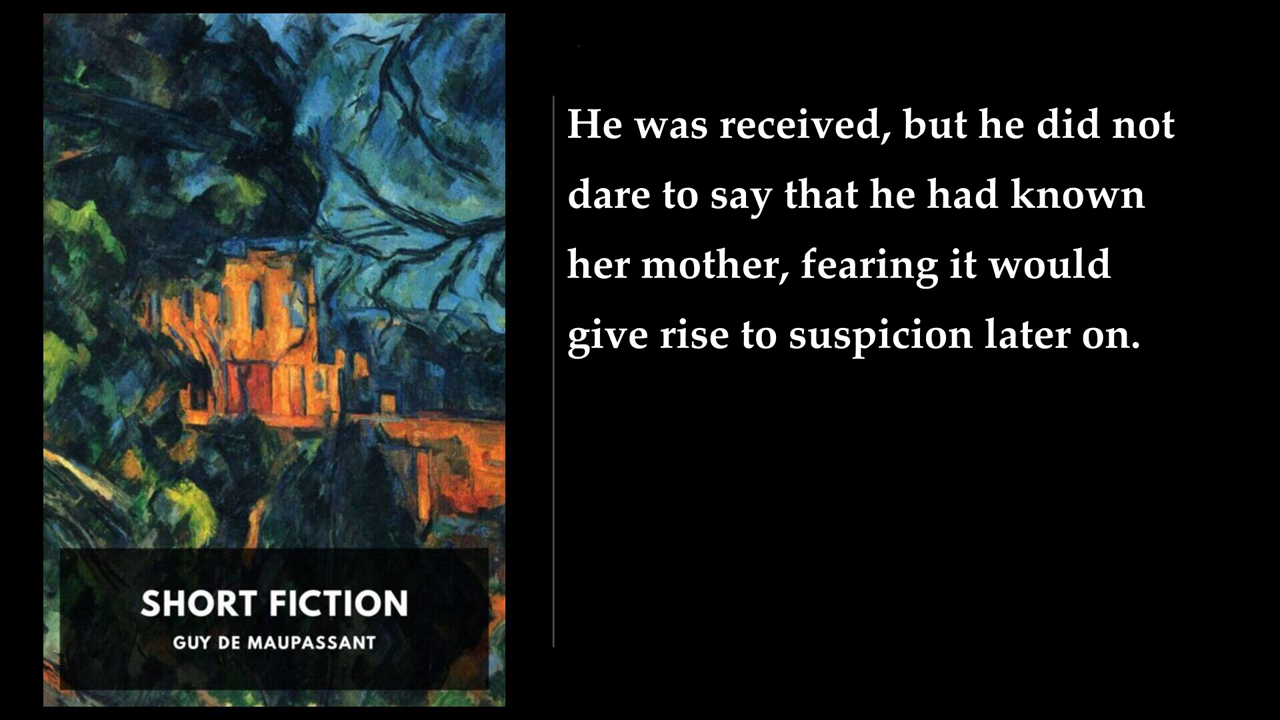 He was received, but he did not
dare to say that he had known
her mother, fearing it would
give rise to suspicion later on.
SHORT FICTION
GUY DE MAUPASSANT